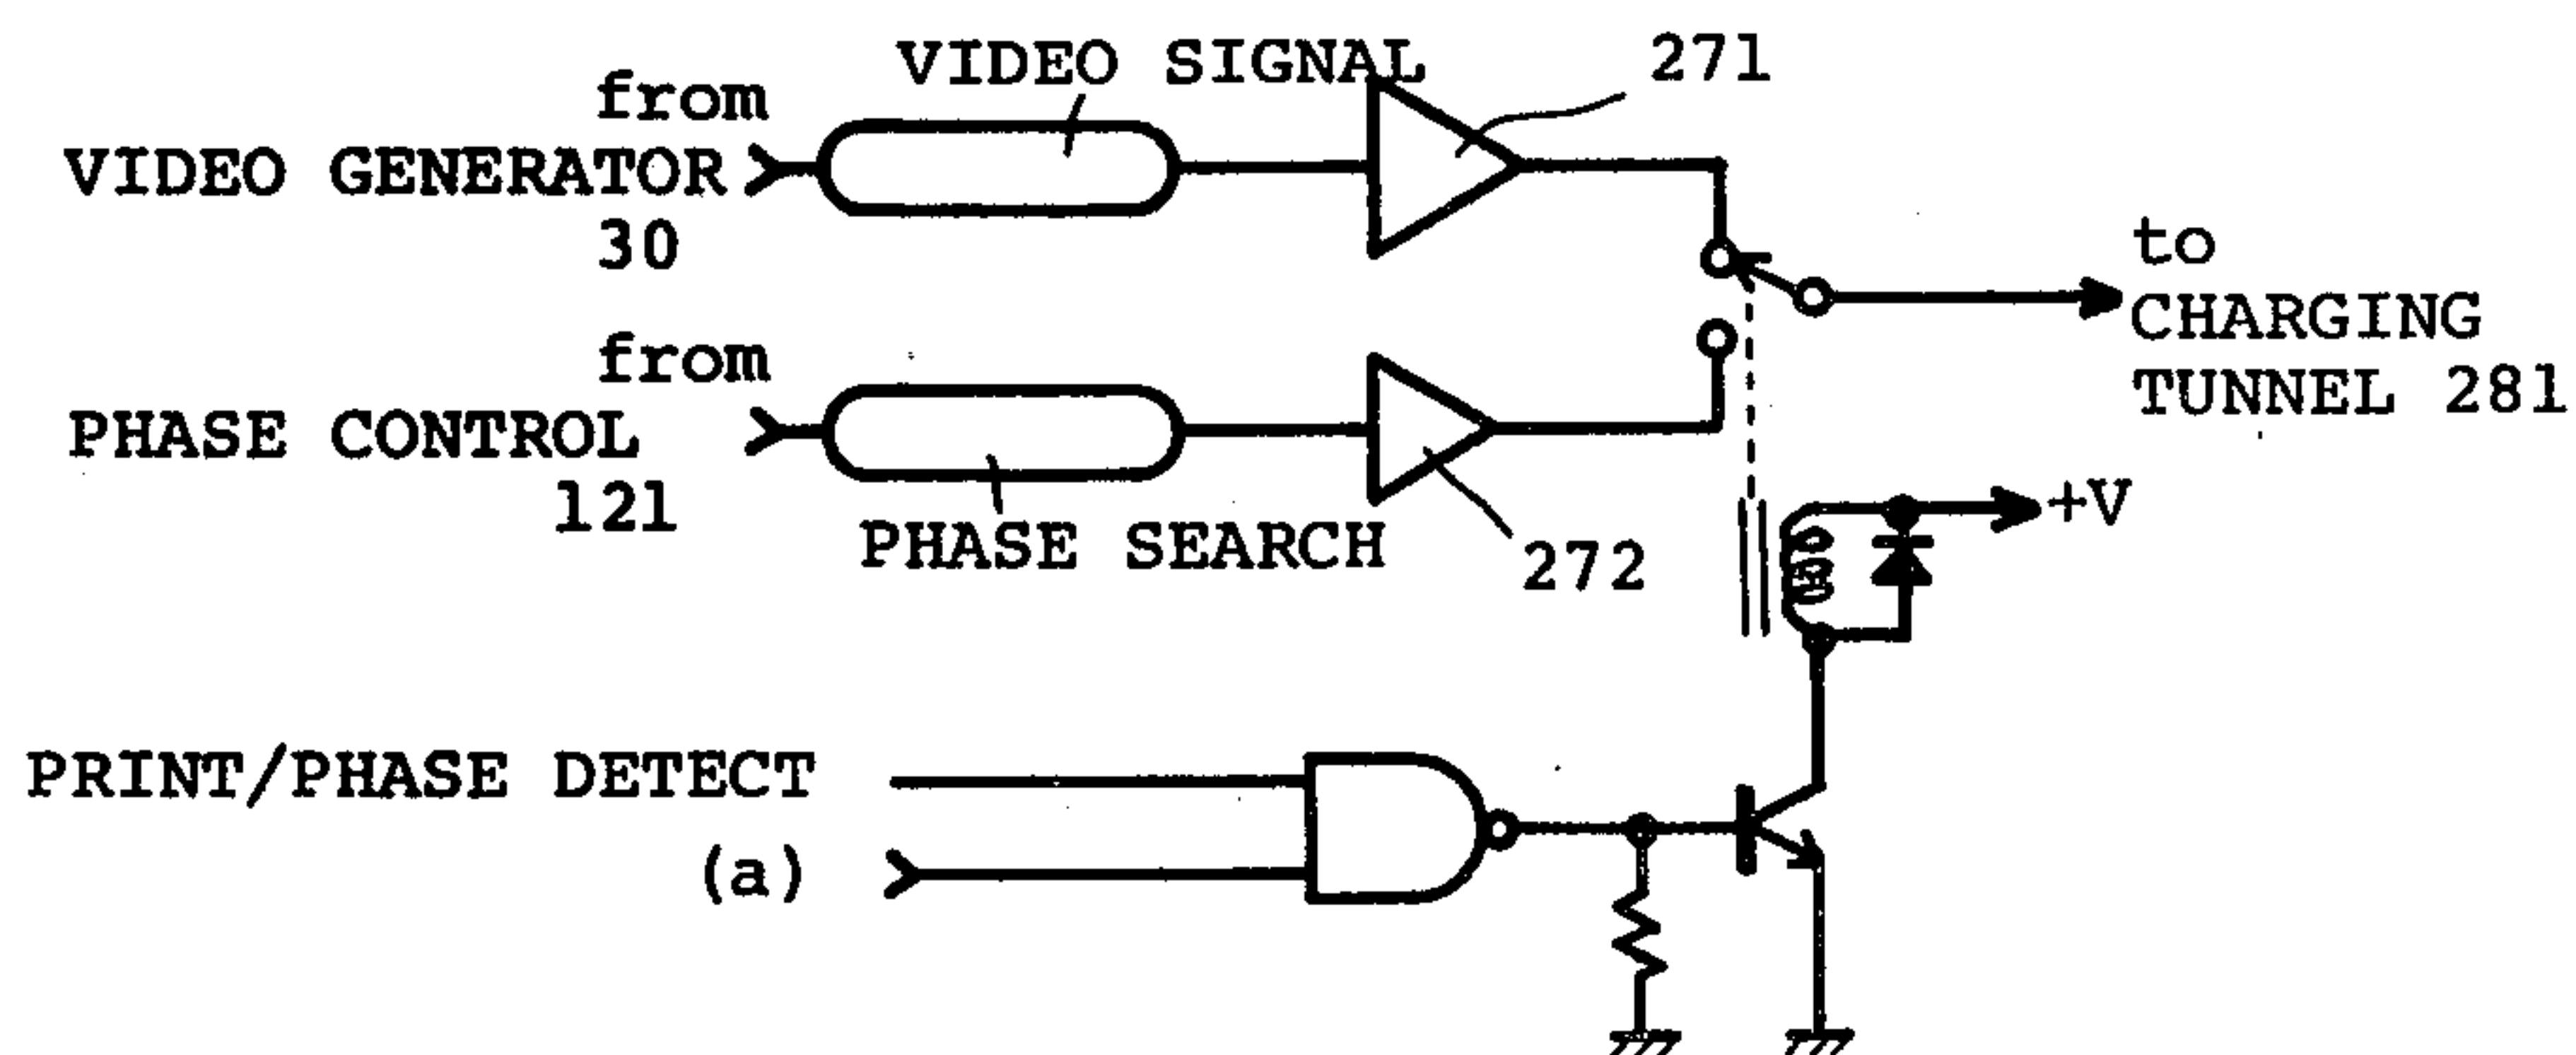 VIDEO SIGNAL
271
from
VIDEO GENERATOR
30
to
CHARGING
TUNNEL 281
from
PHASE CONTROL
121
PHASE SEARCH
272
+V
PRINT/PHASE DETECT
(a)